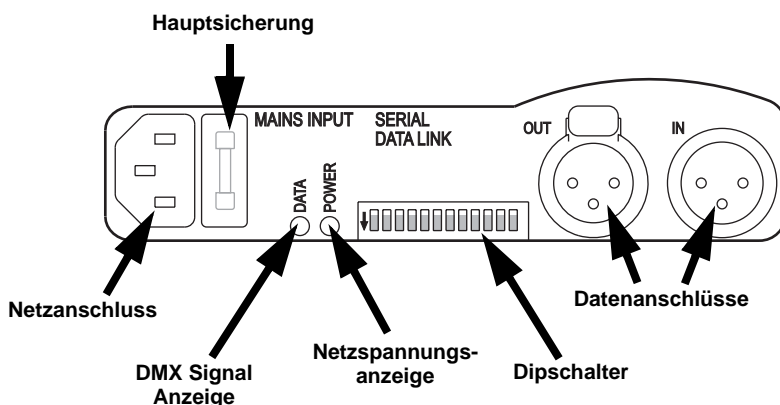 Hauptsicherung
MAINS INPUT
SERIAL
DATA LINK
OUT
IN
DATA
POWER
Netzanschluss
DMX Signal
Anzeige
Netzspannungs-
anzeige
Dipschalter
Datenanschlüsse